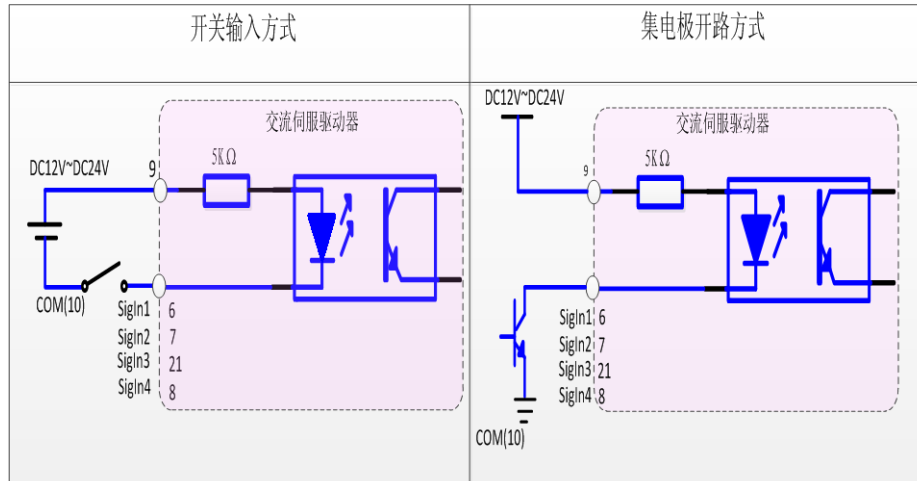 开关输入方式
集电极开路方式
交流伺服驱动器
5KΩ
DC12V~DC24V
9
COM(10)
SigIn1 6
SigIn2 7
SigIn3 21
SigIn4 8
DC12V~DC24V
交流伺服驱动器
5KΩ
9
SigIn1 6
SigIn2 7
SigIn3 21
SigIn4 8
COM(10)